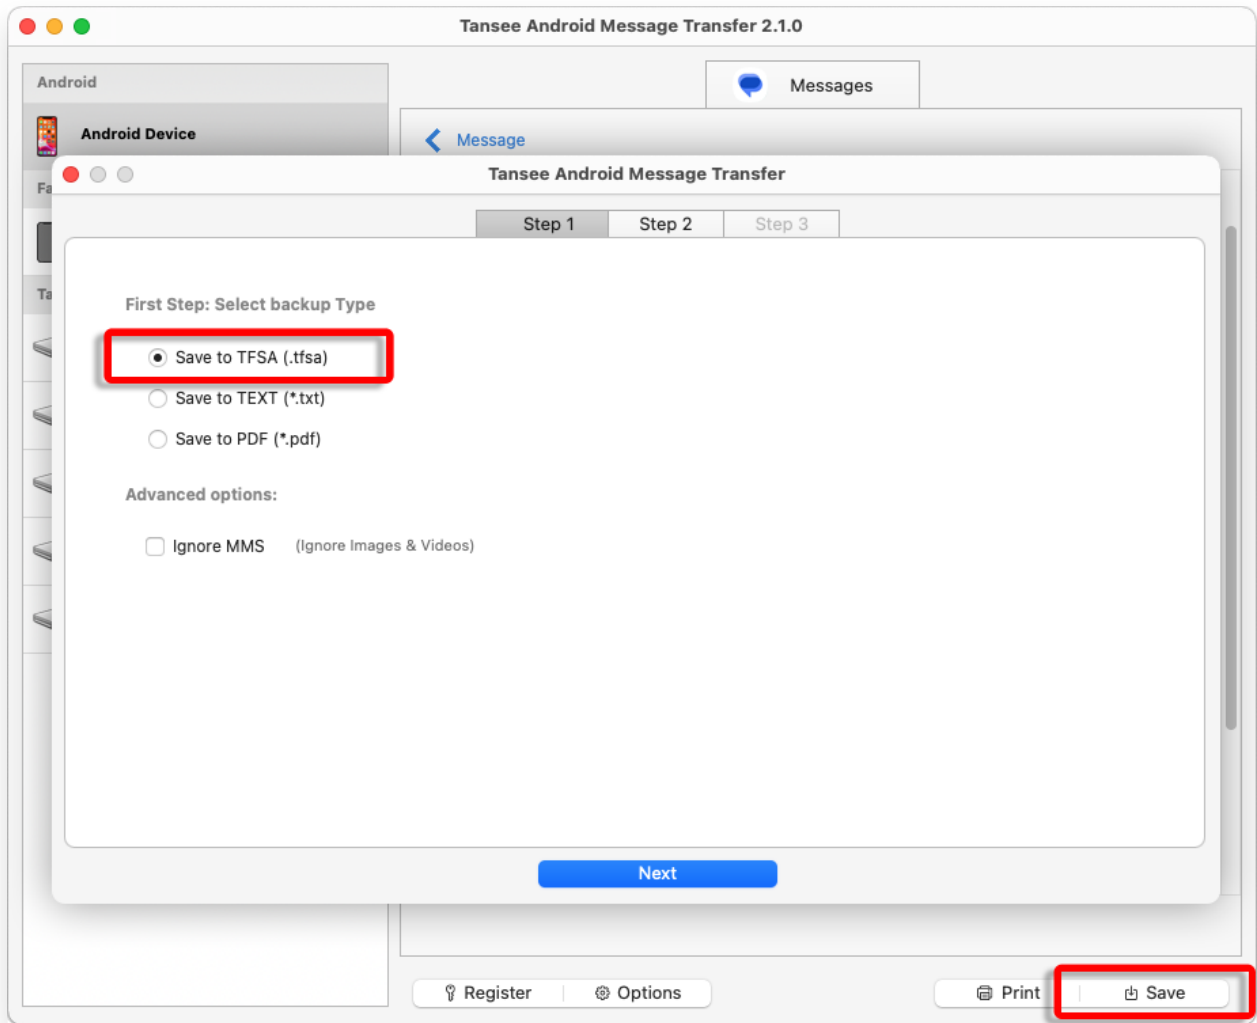 Tansee Android Message Transfer 2.1.0
Android
Messages
Android Device
Message
Tansee Android Message Transfer
Fa
Step 1 Step 2 Step 3
Ta
First Step: Select backup Type
Save to TFSA (.tfsa)
Save to TEXT (*.txt)
Save to PDF (*.pdf)
Advanced options:
Ignore MMS (Ignore Images & Videos)
Next
Register Options Print Save